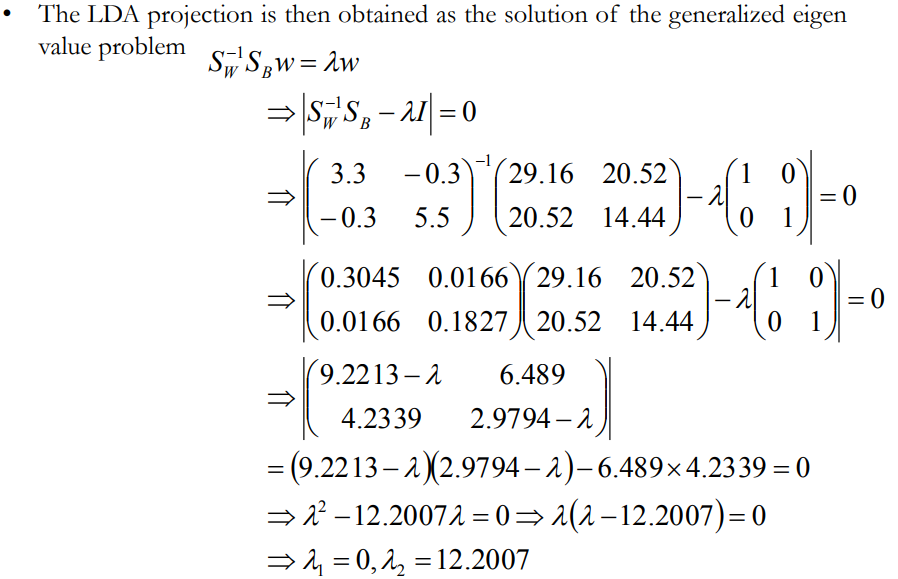 • The LDA projection is then obtained as the solution of the generalized eigen
value problem
S_W^{-1} S_B w = λw
⇒ |S_W^{-1} S_B − λI| = 0
⇒ |(3.3 −0.3; −0.3 5.5)^{-1} (29.16 20.52; 20.52 14.44) − λ(1 0; 0 1)| = 0
⇒ |(0.3045 0.0166; 0.0166 0.1827)(29.16 20.52; 20.52 14.44) − λ(1 0; 0 1)| = 0
⇒ |(9.2213 − λ 6.489; 4.2339 2.9794 − λ)|
= (9.2213 − λ)(2.9794 − λ) − 6.489 × 4.2339 = 0
⇒ λ² − 12.2007λ = 0 ⇒ λ(λ − 12.2007) = 0
⇒ λ₁ = 0, λ₂ = 12.2007